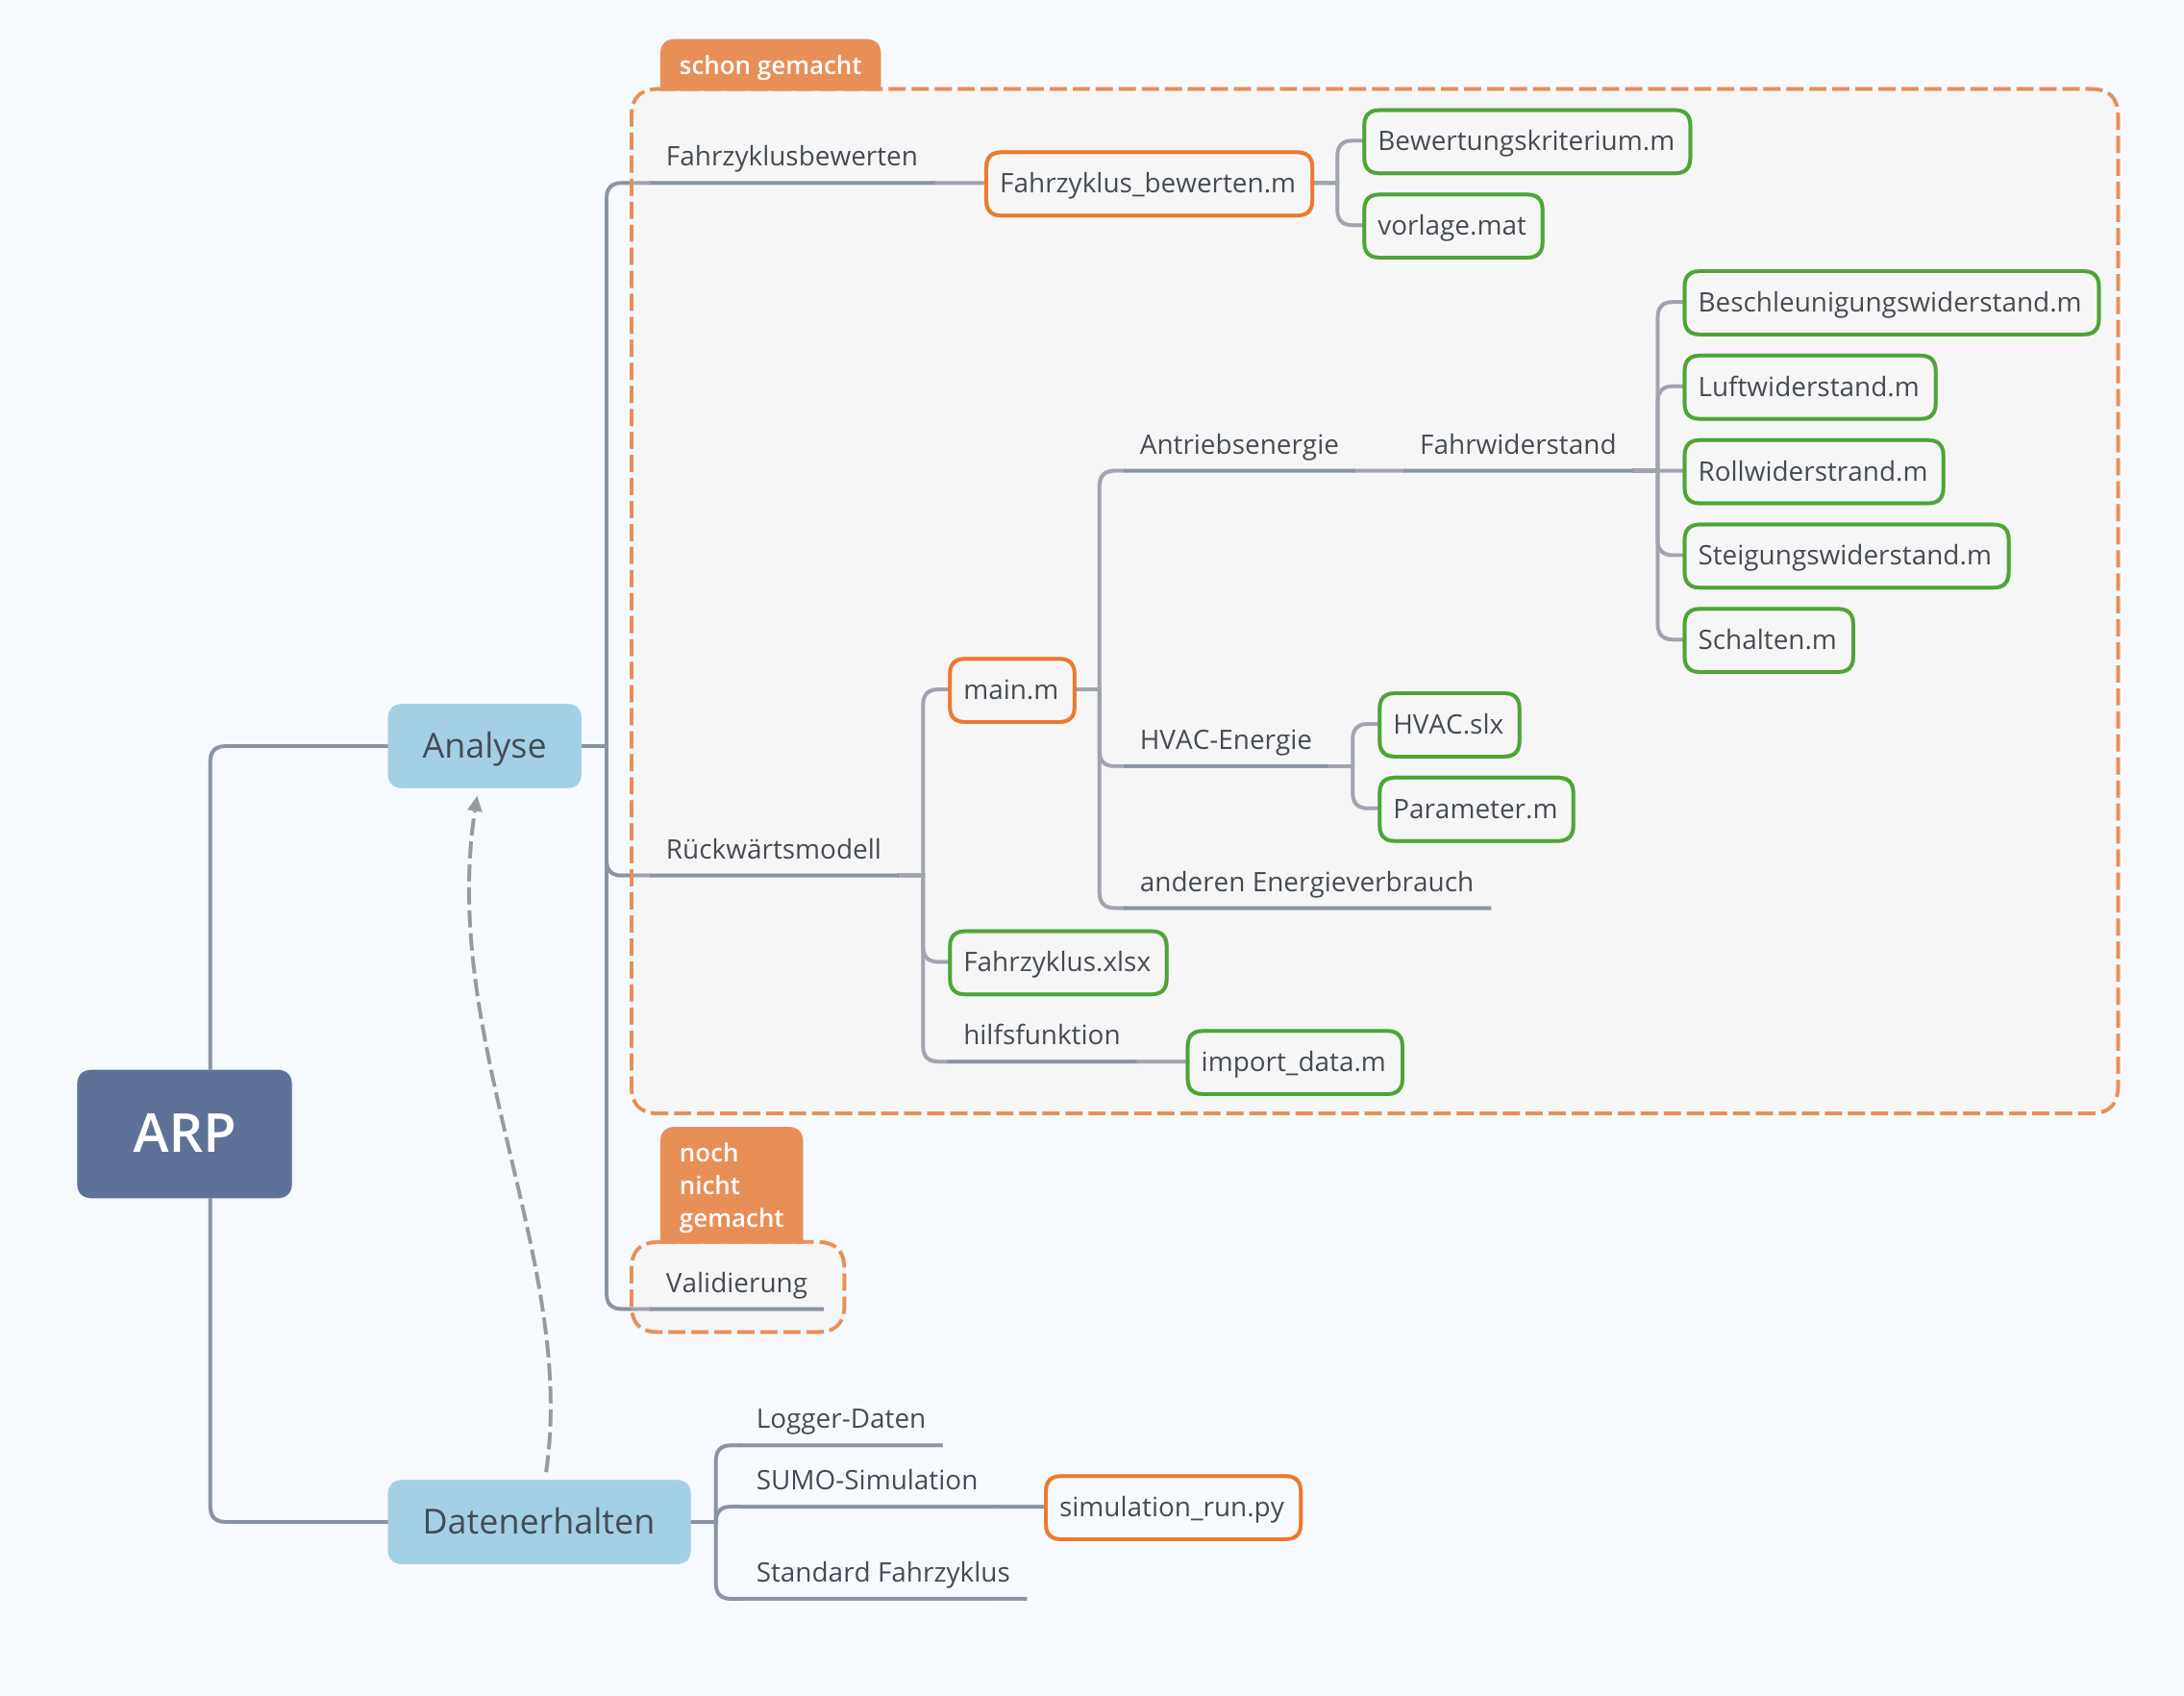 schon gemacht
Fahrzyklusbewerten
Fahrzyklus_bewerten.m
Bewertungskriterium.m
vorlage.mat
Beschleunigungswiderstand.m
Luftwiderstand.m
Antriebsenergie
Fahrwiderstand
Rollwiderstrand.m
Steigungswiderstand.m
Schalten.m
main.m
HVAC-Energie
HVAC.slx
Parameter.m
Analyse
Rückwärtsmodell
anderen Energieverbrauch
Fahrzyklus.xlsx
hilfsfunktion
import_data.m
ARP
noch
nicht
gemacht
Validierung
Logger-Daten
SUMO-Simulation
simulation_run.py
Datenerhalten
Standard Fahrzyklus